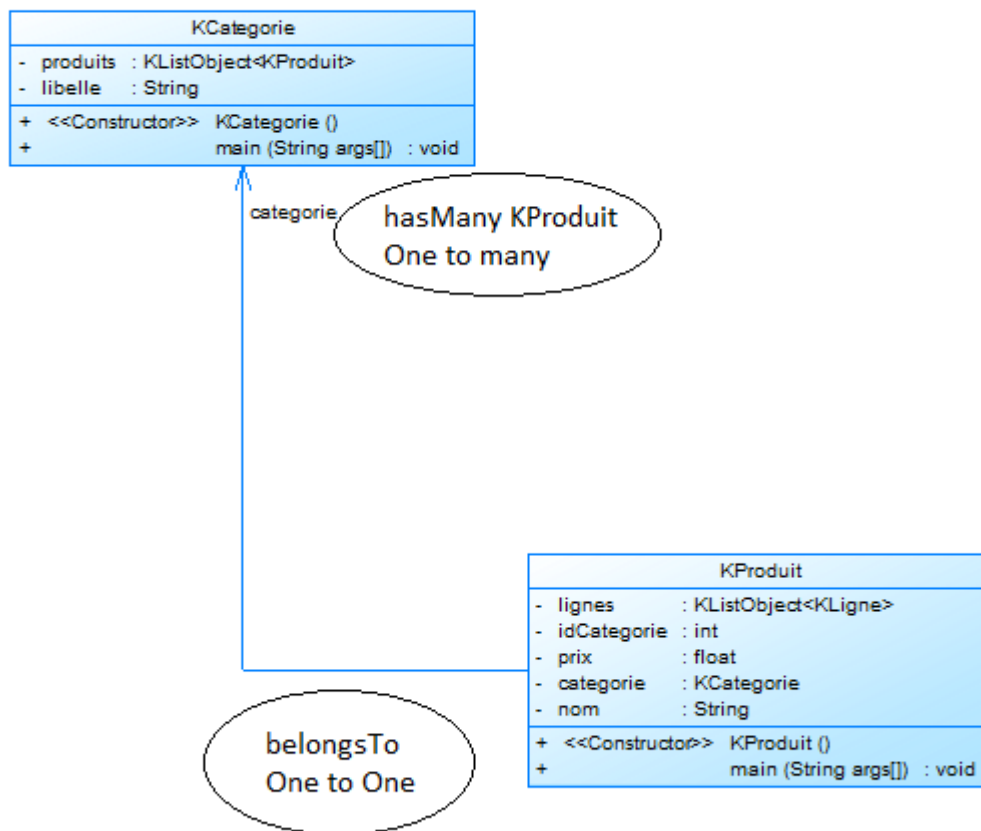 KCategorie
- produits : KListObject<KProduit>
- libelle : String
+ <<Constructor>> KCategorie ()
+ main (String args[]) : void
categorie
hasMany KProduit
One to many
KProduit
- lignes : KListObject<KLigne>
- idCategorie : int
- prix : float
- categorie : KCategorie
- nom : String
+ <<Constructor>> KProduit ()
+ main (String args[]) : void
belongsTo
One to One